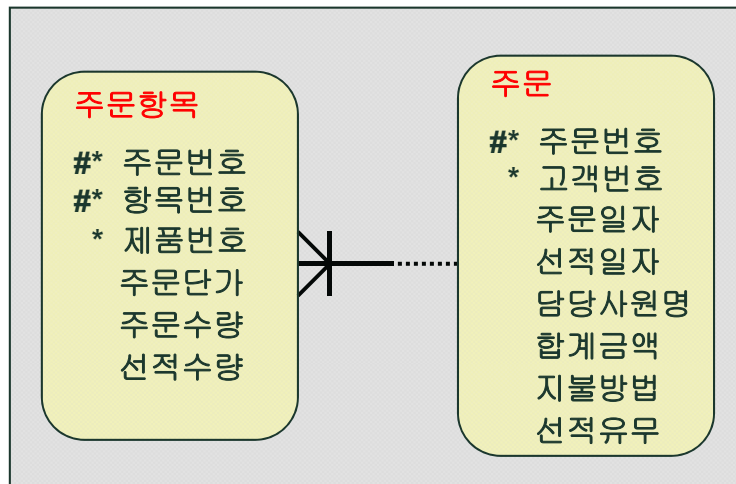 주문항목
#* 주문번호
#* 항목번호
* 제품번호
주문단가
주문수량
선적수량
주문
#* 주문번호
* 고객번호
주문일자
선적일자
담당사원명
합계금액
지불방법
선적유무